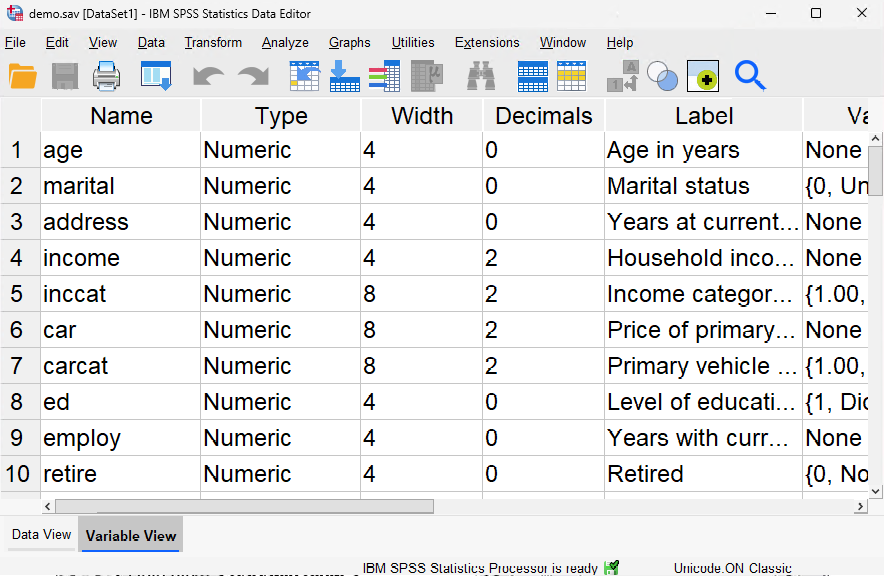 demo.sav [DataSet1] - IBM SPSS Statistics Data Editor
File Edit View Data Transform Analyze Graphs Utilities Extensions Window Help
Name Type Width Decimals Label
1 age Numeric 4 0 Age in years None
2 marital Numeric 4 0 Marital status {0, Un
3 address Numeric 4 0 Years at current... None
4 income Numeric 4 2 Household inco... None
5 inccat Numeric 8 2 Income categor... {1.00,
6 car Numeric 8 2 Price of primary... None
7 carcat Numeric 8 2 Primary vehicle ... {1.00,
8 ed Numeric 4 0 Level of educati... {1, Dic
9 employ Numeric 4 0 Years with curr... None
10 retire Numeric 4 0 Retired {0, No
Data View Variable View
IBM SPSS Statistics Processor is ready Unicode:ON Classic